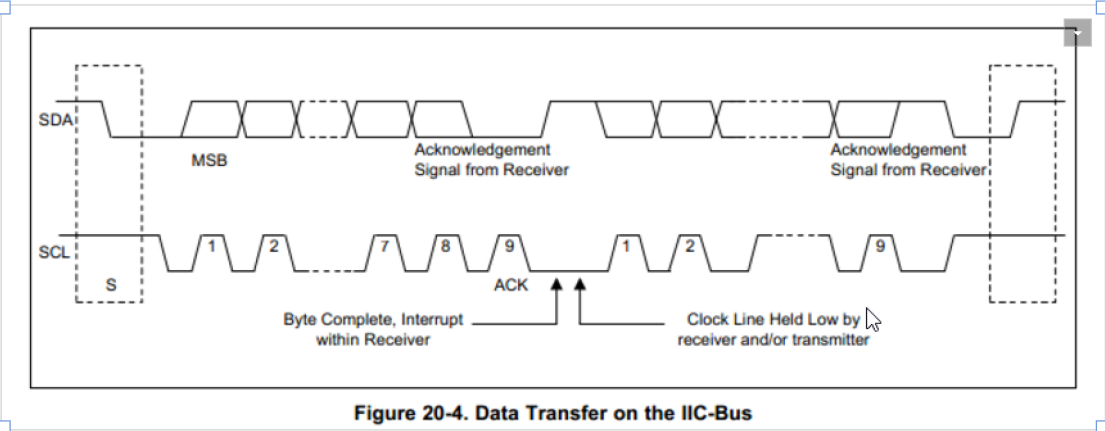 SDA
MSB
Acknowledgement
Signal from Receiver
Acknowledgement
Signal from Receiver
SCL
1
2
7
8
9
1
2
9
S
ACK
Byte Complete, Interrupt
within Receiver
Clock Line Held Low by
receiver and/or transmitter
Figure 20-4. Data Transfer on the IIC-Bus